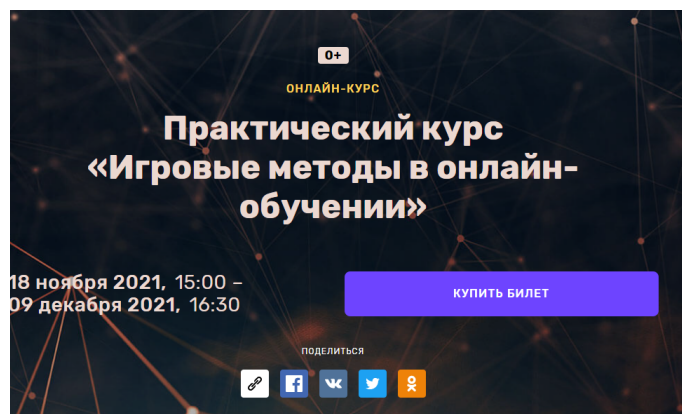 0+
ОНЛАЙН-КУРС
Практический курс
«Игровые методы в онлайн-
обучении»
18 ноября 2021, 15:00 –
09 декабря 2021, 16:30
КУПИТЬ БИЛЕТ
ПОДЕЛИТЬСЯ